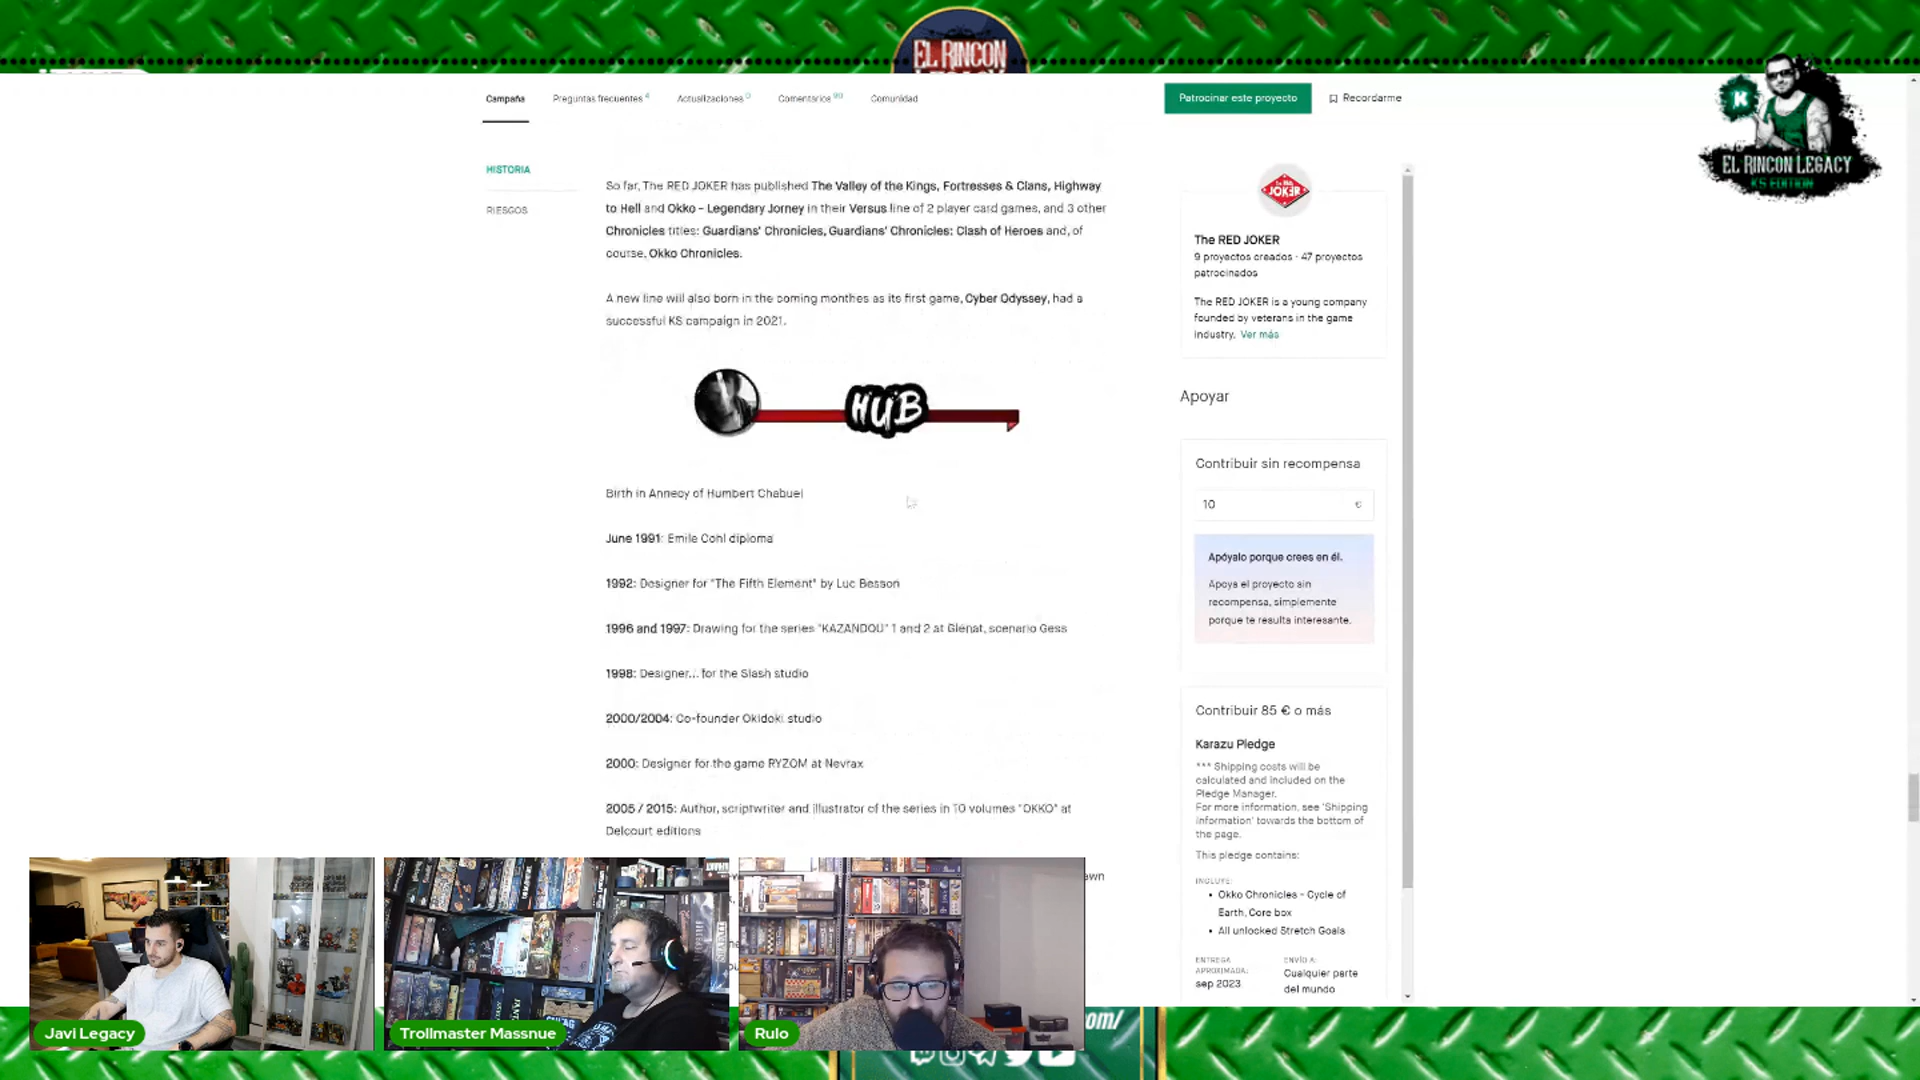 EL RINCON
Campaña
Preguntas frecuentes 4
Actualizaciones 0
Comentarios 90
Comunidad
Patrocinar este proyecto
Recordarme
K
EL RINCON LEGACY
KS EDITION
HISTORIA
RIESGOS
So far, The RED JOKER has published The Valley of the Kings, Fortresses & Clans, Highway
to Hell and Okko - Legendary Jorney in their Versus line of 2 player card games, and 3 other
Chronicles titles: Guardians' Chronicles, Guardians' Chronicles: Clash of Heroes and, of
course, Okko Chronicles.
A new line will also born in the coming monthes as its first game, Cyber Odyssey, had a
successful KS campaign in 2021.
HUB
Birth in Annecy of Humbert Chabuel
June 1991: Emile Cohl diploma
1992: Designer for "The Fifth Element" by Luc Besson
1996 and 1997: Drawing for the series "KAZANDOU" 1 and 2 at Glenat, scenario Gess
1998: Designer... for the Slash studio
2000/2004: Co-founder Okidoki studio
2000: Designer for the game RYZOM at Nevrax
2005 / 2015: Author, scriptwriter and illustrator of the series in 10 volumes "OKKO" at
Delcourt editions
JOKER
The RED JOKER
9 proyectos creados · 47 proyectos
patrocinados
The RED JOKER is a young company
founded by veterans in the game
industry. Ver más
Apoyar
Contribuir sin recompensa
10 €
Apóyalo porque crees en él.
Apoya el proyecto sin
recompensa, simplemente
porque te resulta interesante.
Contribuir 85 € o más
Karazu Pledge
*** Shipping costs will be
calculated and included on the
Pledge Manager.
For more information, see 'Shipping
Information' towards the bottom of
the page.
This pledge contains:
INCLUYE:
• Okko Chronicles - Cycle of
Earth, Core box
• All unlocked Stretch Goals
ENTREGA
APROXIMADA:
sep 2023
ENVÍO A:
Cualquier parte
del mundo
Javi Legacy
Trollmaster Massnue
Rulo
com/